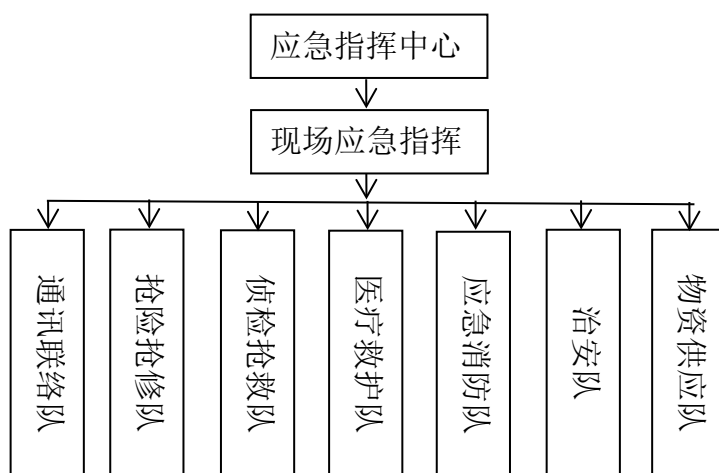 应急指挥中心
现场应急指挥
通讯联络队
抢险抢修队
侦检抢救队
医疗救护队
应急消防队
治安队
物资供应队